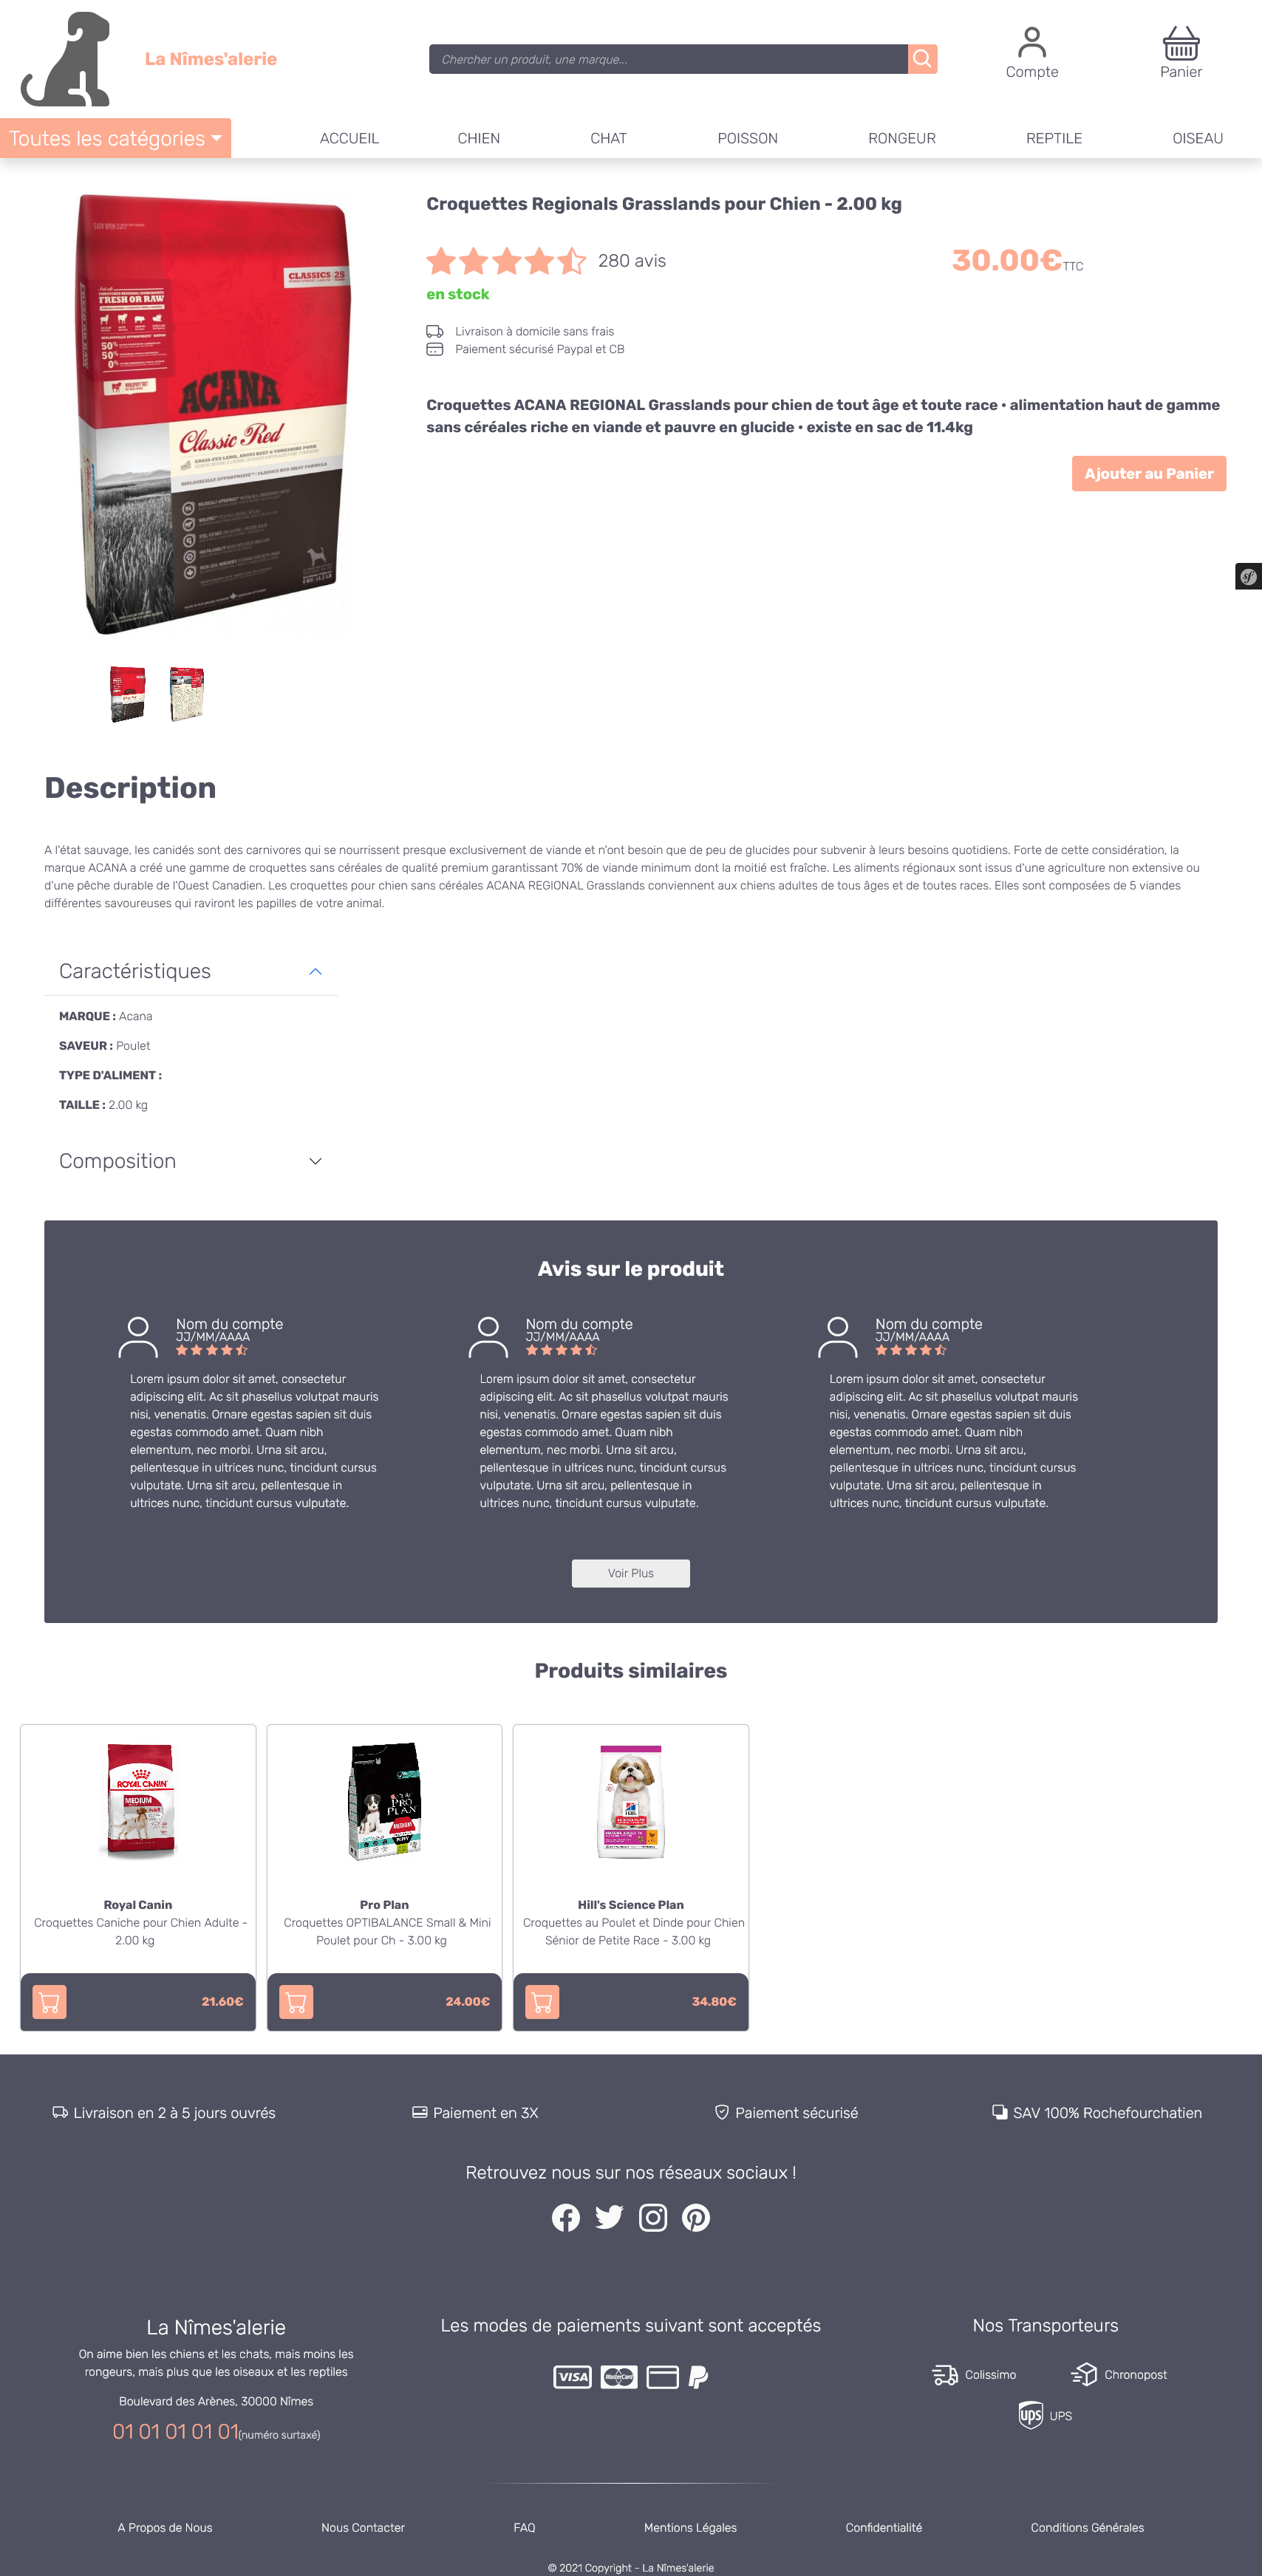 La Nîmes'alerie
Chercher un produit, une marque...
Compte
Panier
Toutes les catégories
ACCUEIL
CHIEN
CHAT
POISSON
RONGEUR
REPTILE
OISEAU
CLASSICS 25
FRESH OR RAW
50%
50%
0%
ACANA
Classic Red
Croquettes Regionals Grasslands pour Chien - 2.00 kg
280 avis
30.00€TTC
en stock
Livraison à domicile sans frais
Paiement sécurisé Paypal et CB
Croquettes ACANA REGIONAL Grasslands pour chien de tout âge et toute race • alimentation haut de gamme
sans céréales riche en viande et pauvre en glucide • existe en sac de 11.4kg
Ajouter au Panier
sf
Description
A l'état sauvage, les canidés sont des carnivores qui se nourrissent presque exclusivement de viande et n'ont besoin que de peu de glucides pour subvenir à leurs besoins quotidiens. Forte de cette considération, la
marque ACANA a créé une gamme de croquettes sans céréales de qualité premium garantissant 70% de viande minimum dont la moitié est fraîche. Les aliments régionaux sont issus d'une agriculture non extensive ou
d'une pêche durable de l'Ouest Canadien. Les croquettes pour chien sans céréales ACANA REGIONAL Grasslands conviennent aux chiens adultes de tous âges et de toutes races. Elles sont composées de 5 viandes
différentes savoureuses qui raviront les papilles de votre animal.
Caractéristiques
MARQUE : Acana
SAVEUR : Poulet
TYPE D'ALIMENT :
TAILLE : 2.00 kg
Composition
Avis sur le produit
Nom du compte
JJ/MM/AAAA
Lorem ipsum dolor sit amet, consectetur
adipiscing elit. Ac sit phasellus volutpat mauris
nisi, venenatis. Ornare egestas sapien sit duis
egestas commodo amet. Quam nibh
elementum, nec morbi. Urna sit arcu,
pellentesque in ultrices nunc, tincidunt cursus
vulputate. Urna sit arcu, pellentesque in
ultrices nunc, tincidunt cursus vulputate.
Nom du compte
JJ/MM/AAAA
Lorem ipsum dolor sit amet, consectetur
adipiscing elit. Ac sit phasellus volutpat mauris
nisi, venenatis. Ornare egestas sapien sit duis
egestas commodo amet. Quam nibh
elementum, nec morbi. Urna sit arcu,
pellentesque in ultrices nunc, tincidunt cursus
vulputate. Urna sit arcu, pellentesque in
ultrices nunc, tincidunt cursus vulputate.
Nom du compte
JJ/MM/AAAA
Lorem ipsum dolor sit amet, consectetur
adipiscing elit. Ac sit phasellus volutpat mauris
nisi, venenatis. Ornare egestas sapien sit duis
egestas commodo amet. Quam nibh
elementum, nec morbi. Urna sit arcu,
pellentesque in ultrices nunc, tincidunt cursus
vulputate. Urna sit arcu, pellentesque in
ultrices nunc, tincidunt cursus vulputate.
Voir Plus
Produits similaires
ROYAL CANIN
MEDIUM
Royal Canin
Croquettes Caniche pour Chien Adulte -
2.00 kg
21.60€
PRO
PLAN
MEDIUM
Pro Plan
Croquettes OPTIBALANCE Small & Mini
Poulet pour Ch - 3.00 kg
24.00€
Hill's Science Plan
Croquettes au Poulet et Dinde pour Chien
Sénior de Petite Race - 3.00 kg
34.80€
Livraison en 2 à 5 jours ouvrés
Paiement en 3X
Paiement sécurisé
SAV 100% Rochefourchatien
Retrouvez nous sur nos réseaux sociaux !
La Nîmes'alerie
On aime bien les chiens et les chats, mais moins les
rongeurs, mais plus que les oiseaux et les reptiles
Boulevard des Arènes, 30000 Nîmes
01 01 01 01 01(numéro surtaxé)
Les modes de paiements suivant sont acceptés
VISA
MasterCard
Nos Transporteurs
Colissimo
Chronopost
ups
UPS
A Propos de Nous
Nous Contacter
FAQ
Mentions Légales
Confidentialité
Conditions Générales
© 2021 Copyright - La Nîmes'alerie